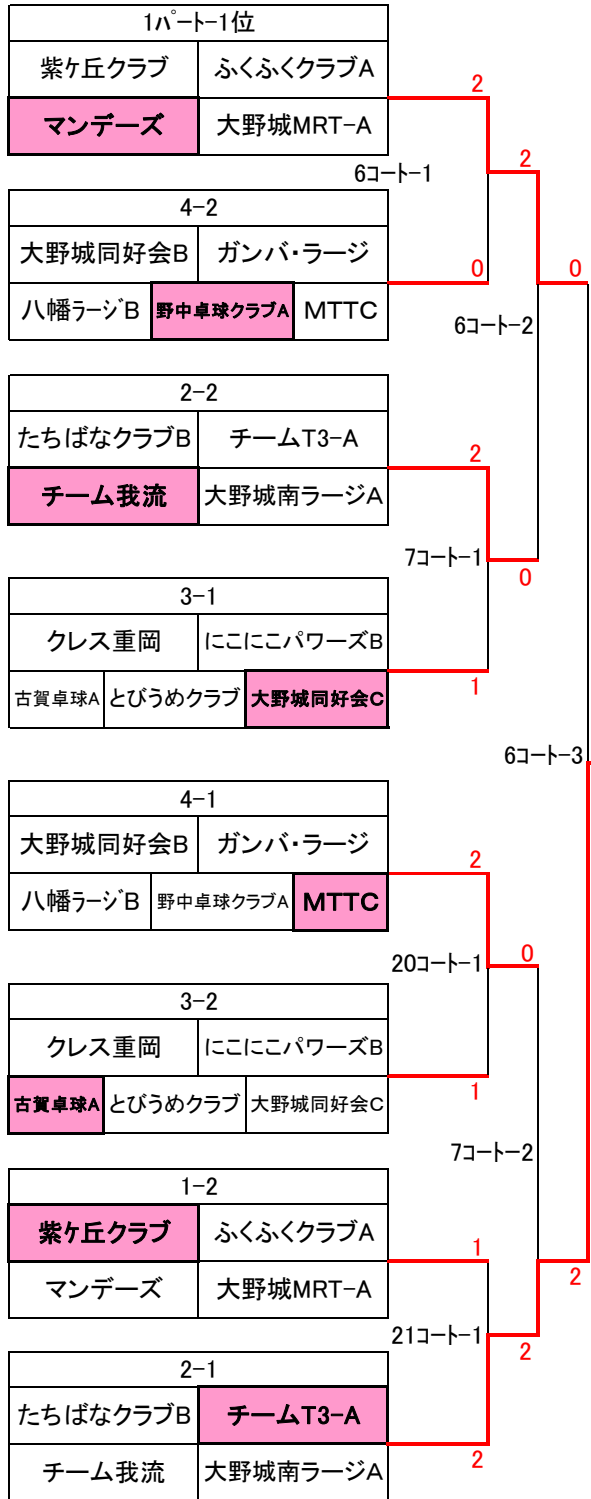 1パート-1位
紫ケ丘クラブ ふくふくクラブA
マンデーズ 大野城MRT-A
2
6コート-1
2
4-2
大野城同好会B ガンバ・ラージ
八幡ラージB 野中卓球クラブA MTTC
0
0
6コート-2
2-2
たちばなクラブB チームT3-A
チーム我流 大野城南ラージA
2
7コート-1
0
3-1
クレス重岡 にこにこパワーズB
古賀卓球A とびうめクラブ 大野城同好会C
1
6コート-3
4-1
大野城同好会B ガンバ・ラージ
八幡ラージB 野中卓球クラブA MTTC
2
20コート-1
0
3-2
クレス重岡 にこにこパワーズB
古賀卓球A とびうめクラブ 大野城同好会C
1
7コートー2
1-2
紫ケ丘クラブ ふくふくクラブA
マンデーズ 大野城MRT-A
1
2
21コート-1
2
2-1
たちばなクラブB チームT3-A
チーム我流 大野城南ラージA
2